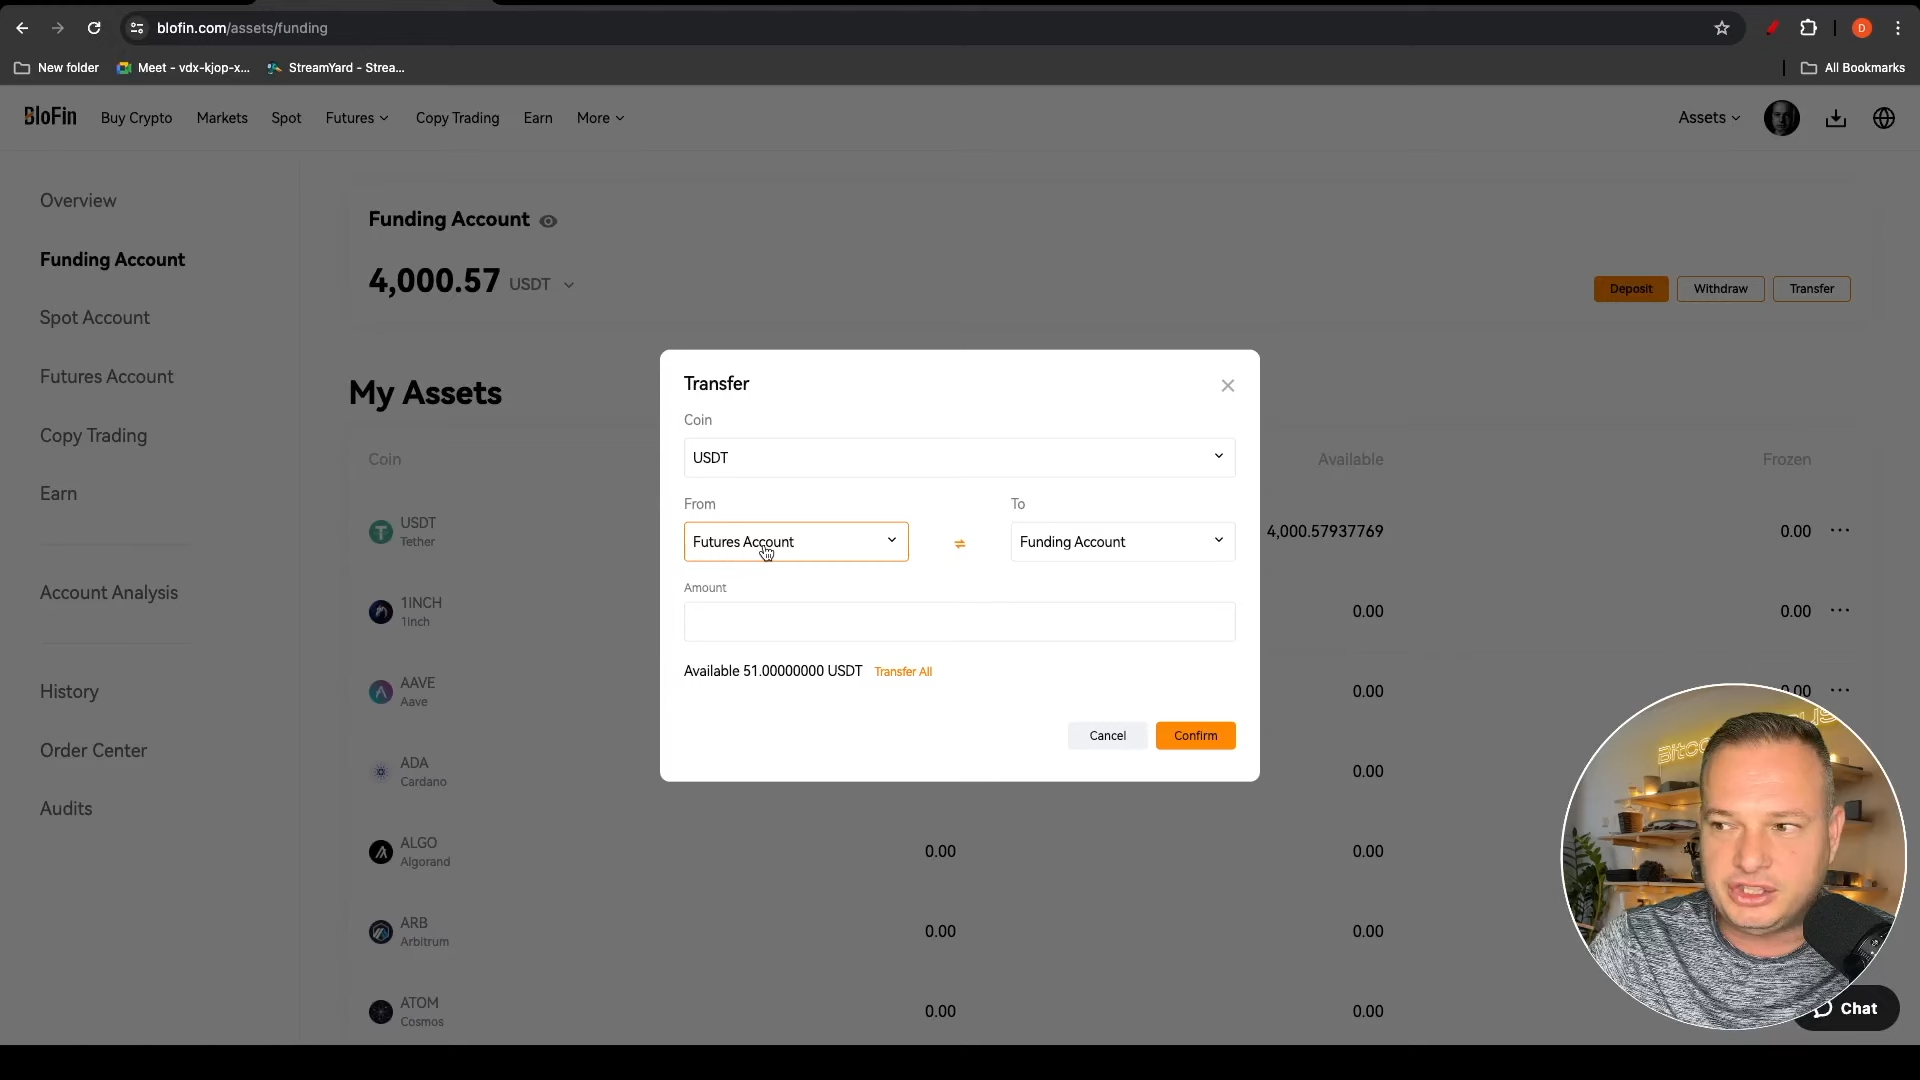 blofin.com/assets/funding
D
New folder
Meet - vdx-kjop-x...
StreamYard - Strea...
All Bookmarks
BloFin
Buy Crypto
Markets
Spot
Futures
Copy Trading
Earn
More
Assets
Overview
Funding Account
Spot Account
Futures Account
Copy Trading
Earn
Account Analysis
History
Order Center
Audits
Funding Account
4,000.57 USDT
Deposit
Withdraw
Transfer
My Assets
Coin
Available
Frozen
USDT
Tether
4,000.57937769
0.00
1INCH
1Inch
0.00
0.00
AAVE
Aave
0.00
0.00
ADA
Cardano
0.00
ALGO
Algorand
0.00
0.00
ARB
Arbitrum
0.00
0.00
ATOM
Cosmos
0.00
0.00
Transfer
Coin
USDT
From
To
Futures Account
Funding Account
Amount
Available 51.00000000 USDT Transfer All
Cancel
Confirm
Chat